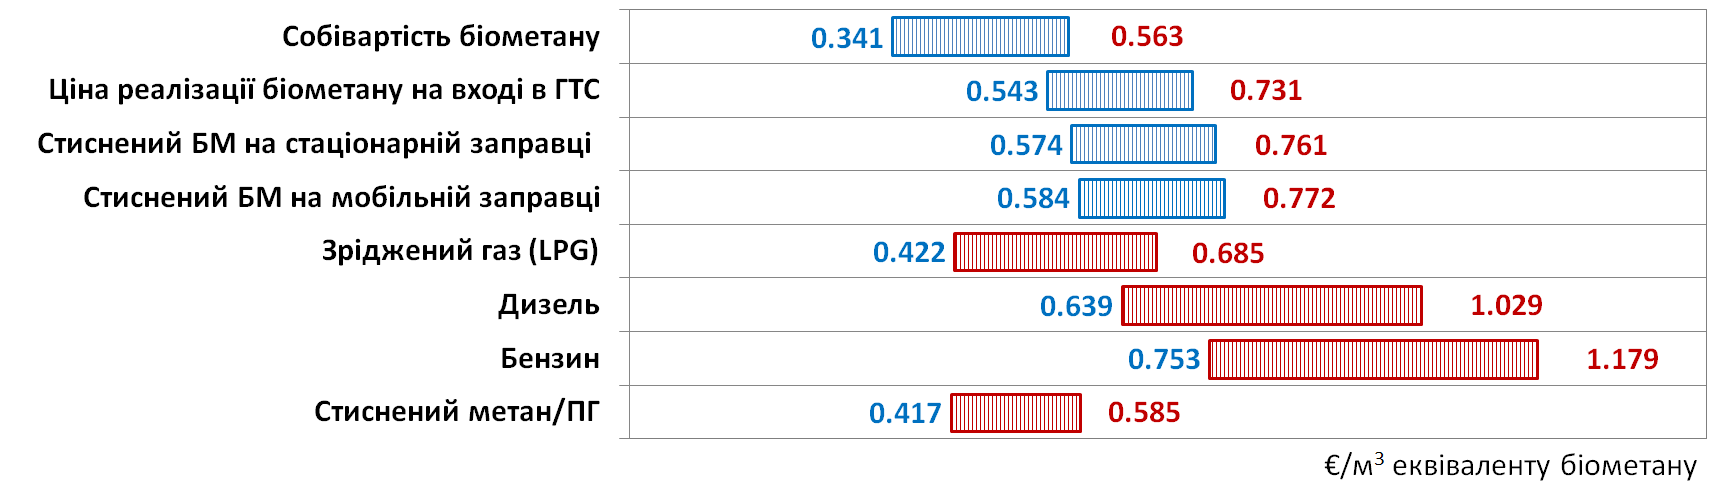 Собівартість біометану 0.341 0.563
Ціна реалізації біометану на вході в ГТС 0.543 0.731
Стиснений БМ на стаціонарній заправці 0.574 0.761
Стиснений БМ на мобільній заправці 0.584 0.772
Зріджений газ (LPG) 0.422 0.685
Дизель 0.639 1.029
Бензин 0.753 1.179
Стиснений метан/ПГ 0.417 0.585
€/м³ еквіваленту біометану